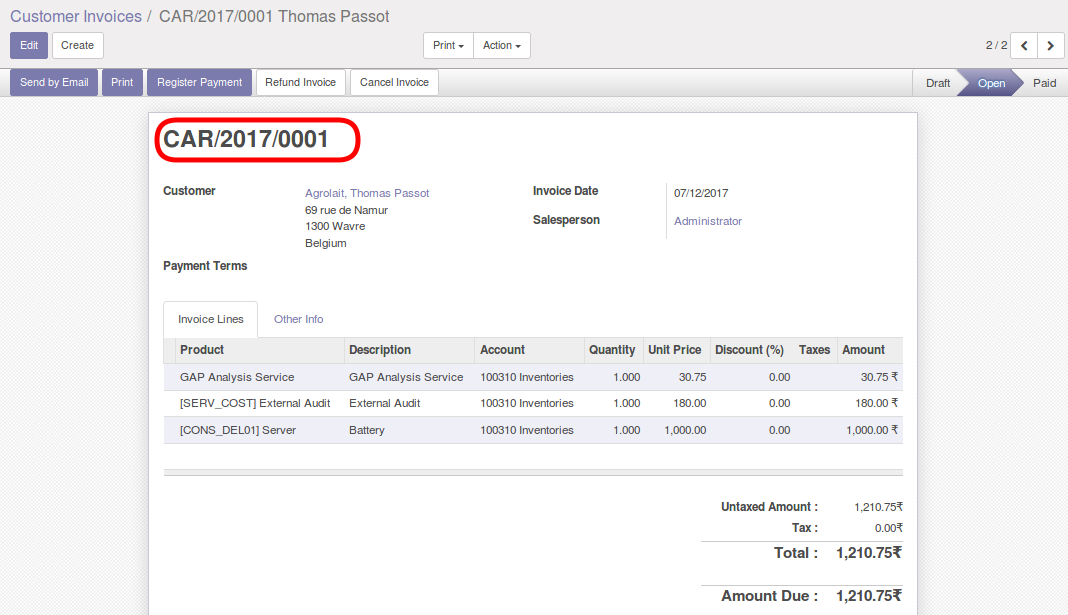 Customer Invoices / CAR/2017/0001 Thomas Passot
Edit Create Print Action 2 / 2
Send by Email Print Register Payment Refund Invoice Cancel Invoice Draft Open Paid
CAR/2017/0001
Customer Agrolait, Thomas Passot Invoice Date 07/12/2017
69 rue de Namur
1300 Wavre Salesperson Administrator
Belgium
Payment Terms
Invoice Lines Other Info
Product Description Account Quantity Unit Price Discount (%) Taxes Amount
GAP Analysis Service GAP Analysis Service 100310 Inventories 1.000 30.75 0.00 30.75 ₹
[SERV_COST] External Audit External Audit 100310 Inventories 1.000 180.00 0.00 180.00 ₹
[CONS_DEL01] Server Battery 100310 Inventories 1.000 1,000.00 0.00 1,000.00 ₹
Untaxed Amount : 1,210.75₹
Tax : 0.00₹
Total : 1,210.75₹
Amount Due : 1,210.75₹